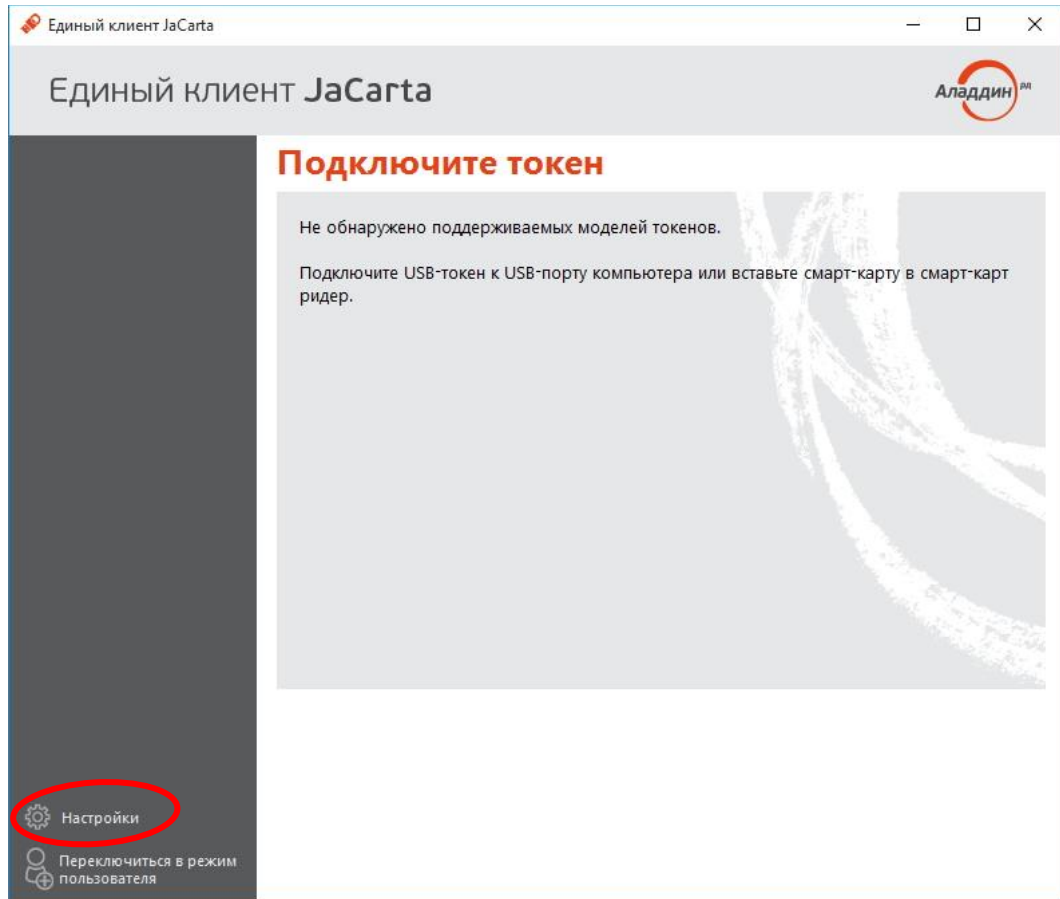 Единый клиент JaCarta
Единый клиент JaCarta
Аладдин РД
Подключите токен
Не обнаружено поддерживаемых моделей токенов.
Подключите USB-токен к USB-порту компьютера или вставьте смарт-карту в смарт-карт
ридер.
Настройки
Переключиться в режим
пользователя